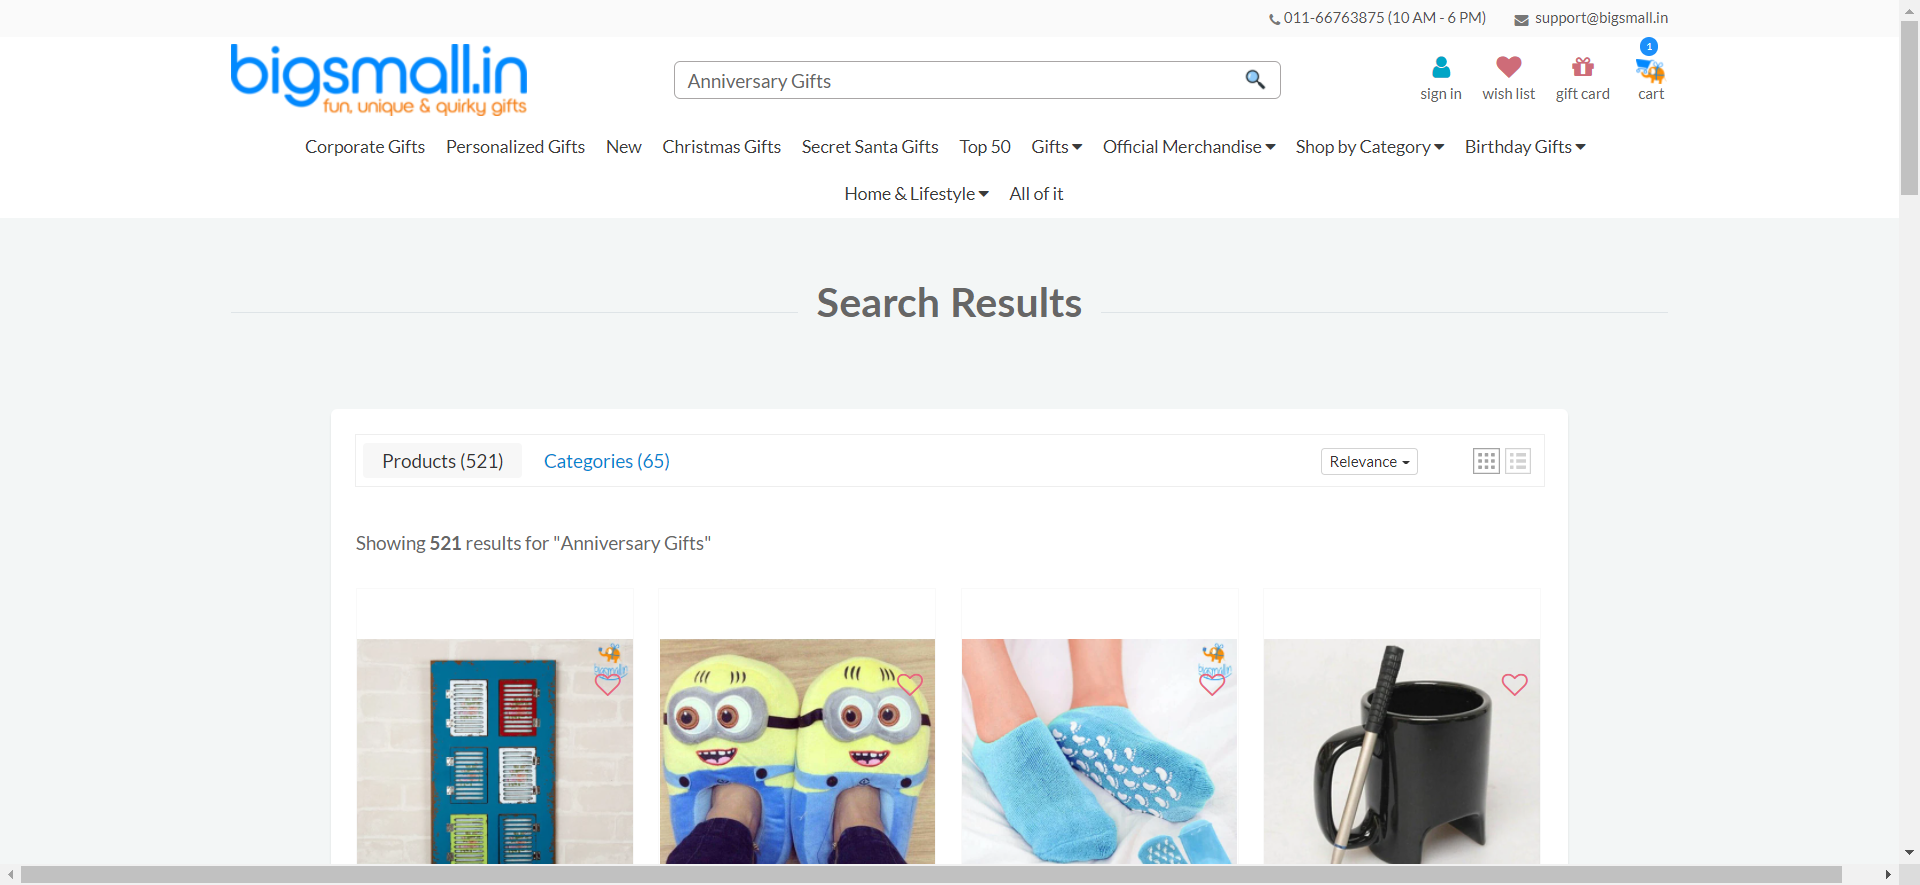 011-66763875 (10 AM - 6 PM) support@bigsmall.in
bigsmall.in
fun, unique & quirky gifts
Anniversary Gifts
1
sign in wish list gift card cart
Corporate Gifts Personalized Gifts New Christmas Gifts Secret Santa Gifts Top 50 Gifts Official Merchandise Shop by Category Birthday Gifts
Home & Lifestyle All of it
Search Results
Products (521) Categories (65) Relevance
Showing 521 results for "Anniversary Gifts"
bigsmall.in bigsmall.in